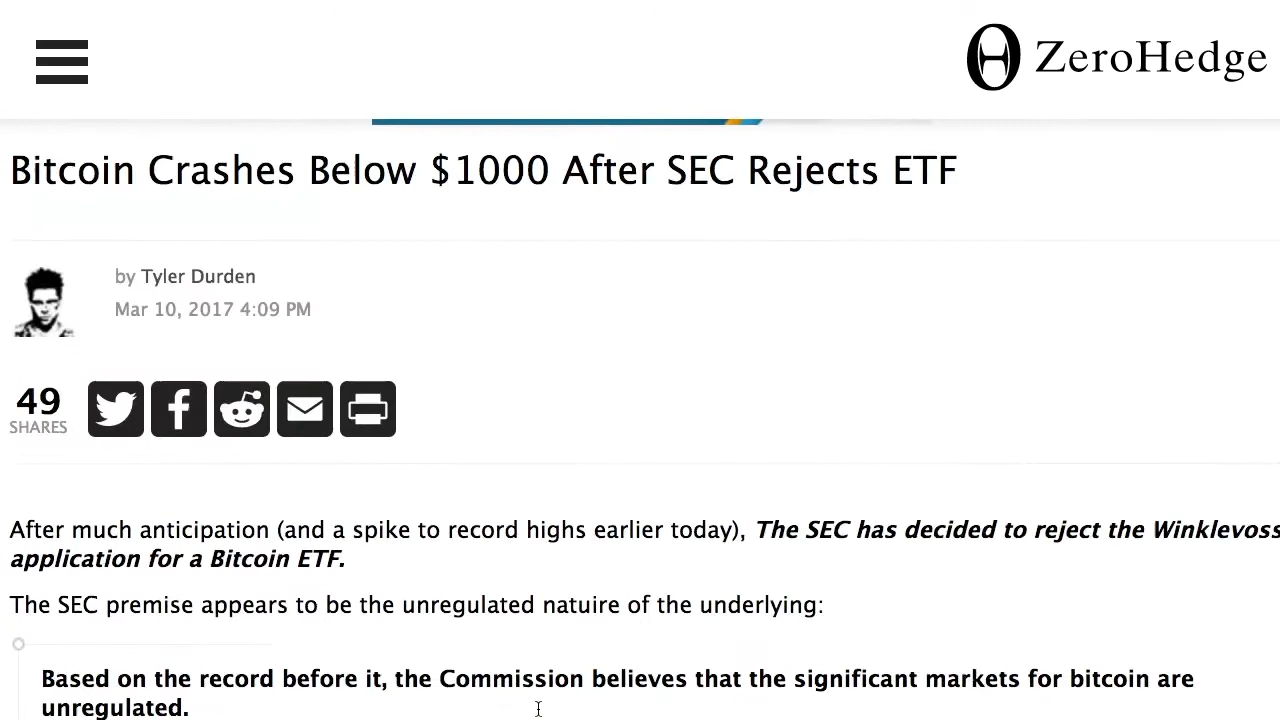 ZeroHedge
Bitcoin Crashes Below $1000 After SEC Rejects ETF
by Tyler Durden
Mar 10, 2017 4:09 PM
49
SHARES
After much anticipation (and a spike to record highs earlier today), The SEC has decided to reject the Winklevoss
application for a Bitcoin ETF.
The SEC premise appears to be the unregulated natuire of the underlying:
Based on the record before it, the Commission believes that the significant markets for bitcoin are
unregulated.